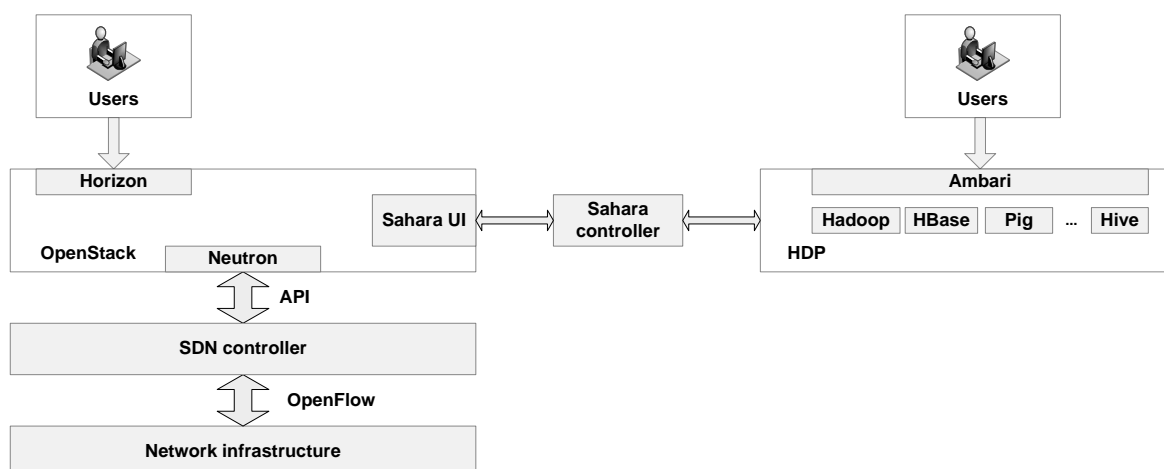 Users
Users
Horizon
Ambari
Sahara UI
Sahara
controller
Hadoop
HBase
Pig
...
Hive
OpenStack
Neutron
HDP
API
SDN controller
OpenFlow
Network infrastructure